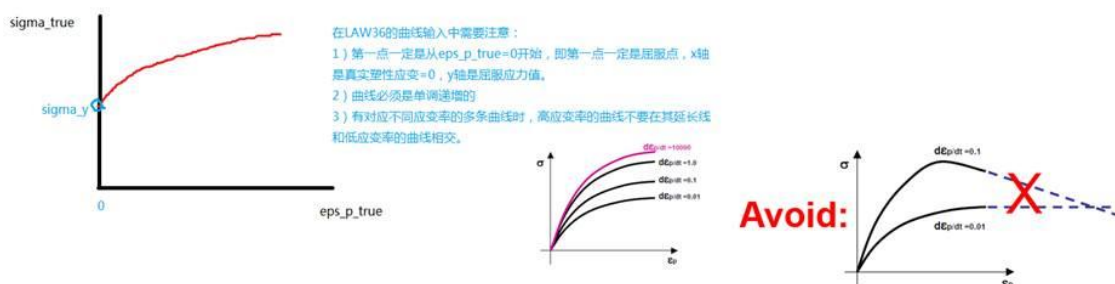 sigma_true
sigma_y
0
eps_p_true
在LAW36的曲线输入中需要注意：
1）第一点一定是从eps_p_true=0开始，即第一点一定是屈服点，x轴
是真实塑性应变=0，y轴是屈服应力值。
2）曲线必须是单调递增的
3）有对应不同应变率的多条曲线时，高应变率的曲线不要在其延长线
和低应变率的曲线相交。
σ
dεp/dt =10000
dεp/dt =1.0
dεp/dt =0.1
dεp/dt =0.01
εp
Avoid:
σ
dεp/dt =0.1
X
dεp/dt =0.01
εp